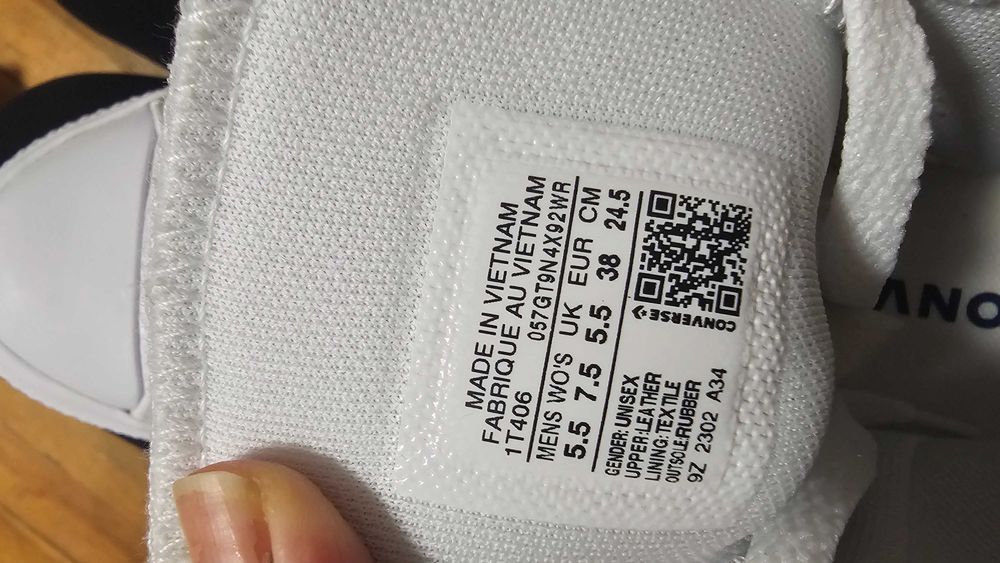 MADE IN VIETNAM
FABRIQUE AU VIETNAM
1T406 057GT9N4X92WR
MENS WO'S UK EUR CM
5.5 7.5 5.5 38 24.5
CONVERSE
GENDER: UNISEX
UPPER:LEATHER
LINING:TEXTILE
OUTSOLE:RUBBER
9Z 2302 A34